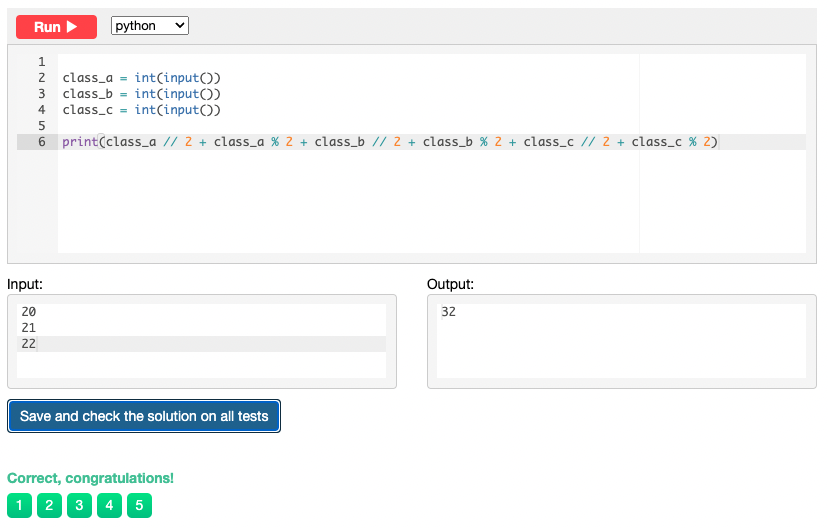 Run ▶ python
1
2 class_a = int(input())
3 class_b = int(input())
4 class_c = int(input())
5
6 print(class_a // 2 + class_a % 2 + class_b // 2 + class_b % 2 + class_c // 2 + class_c % 2)
Input: Output:
20 32
21
22
Save and check the solution on all tests
Correct, congratulations!
1 2 3 4 5